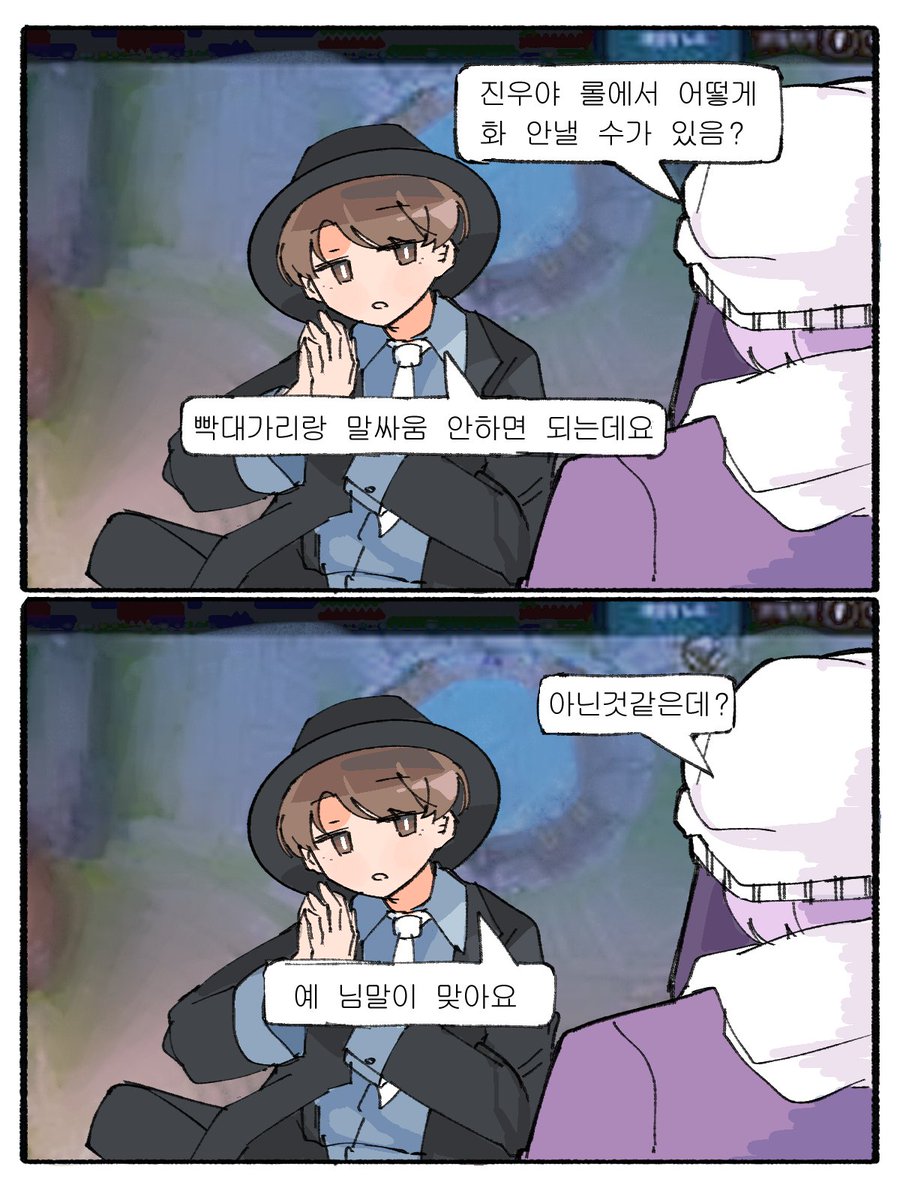 진우야 롤에서 어떻게
화 안낼 수가 있음?
빡대가리랑 말싸움 안하면 되는데요
아닌것같은데?
예 님말이 맞아요